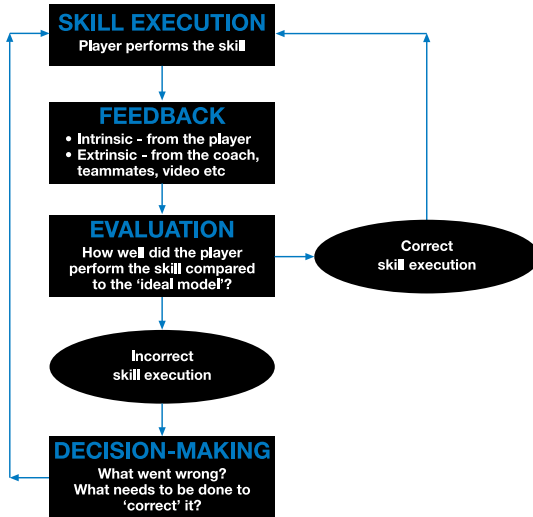 SKILL EXECUTION
Player performs the skill
FEEDBACK
• Intrinsic - from the player
• Extrinsic - from the coach,
teammates, video etc
EVALUATION
How well did the player
perform the skill compared
to the ‘ideal model’?
Correct
skill execution
Incorrect
skill execution
DECISION-MAKING
What went wrong?
What needs to be done to
‘correct’ it?